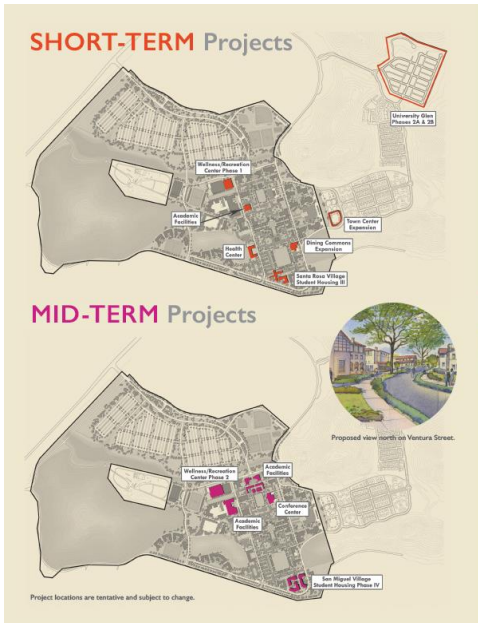 SHORT-TERM Projects
University Glen
Phases 2A & 2B
Wellness/Recreation
Center Phase 1
Academic
Facilities
Town Center
Expansion
Health
Center
Dining Commons
Expansion
Santa Rosa Village
Student Housing III
MID-TERM Projects
Proposed view north on Ventura Street.
Wellness/Recreation
Center Phase 2
Academic
Facilities
Conference
Center
Academic
Facilities
San Miguel Village
Student Housing Phase IV
Project locations are tentative and subject to change.